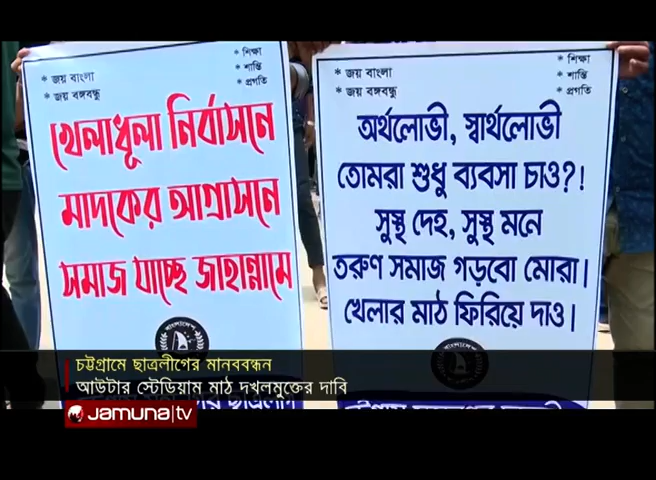 * জয় বাংলা
* জয় বঙ্গবন্ধু
* শিক্ষা
* শান্তি
* প্রগতি
খেলাধূলা নির্বাসনে
মাদকের আগ্রাসনে
সমাজ যাচ্ছে জাহান্নামে
* জয় বাংলা
* জয় বঙ্গবন্ধু
* শিক্ষা
* শান্তি
* প্রগতি
অর্থলোভী, স্বার্থলোভী
তোমরা শুধু ব্যবসা চাও?!
সুস্থ দেহ, সুস্থ মনে
তরুণ সমাজ গড়বো মোরা।
খেলার মাঠ ফিরিয়ে দাও।
চট্টগ্রামে ছাত্রলীগের মানববন্ধন
আউটার স্টেডিয়াম মাঠ দখলমুক্তের দাবি
Jamuna|tv